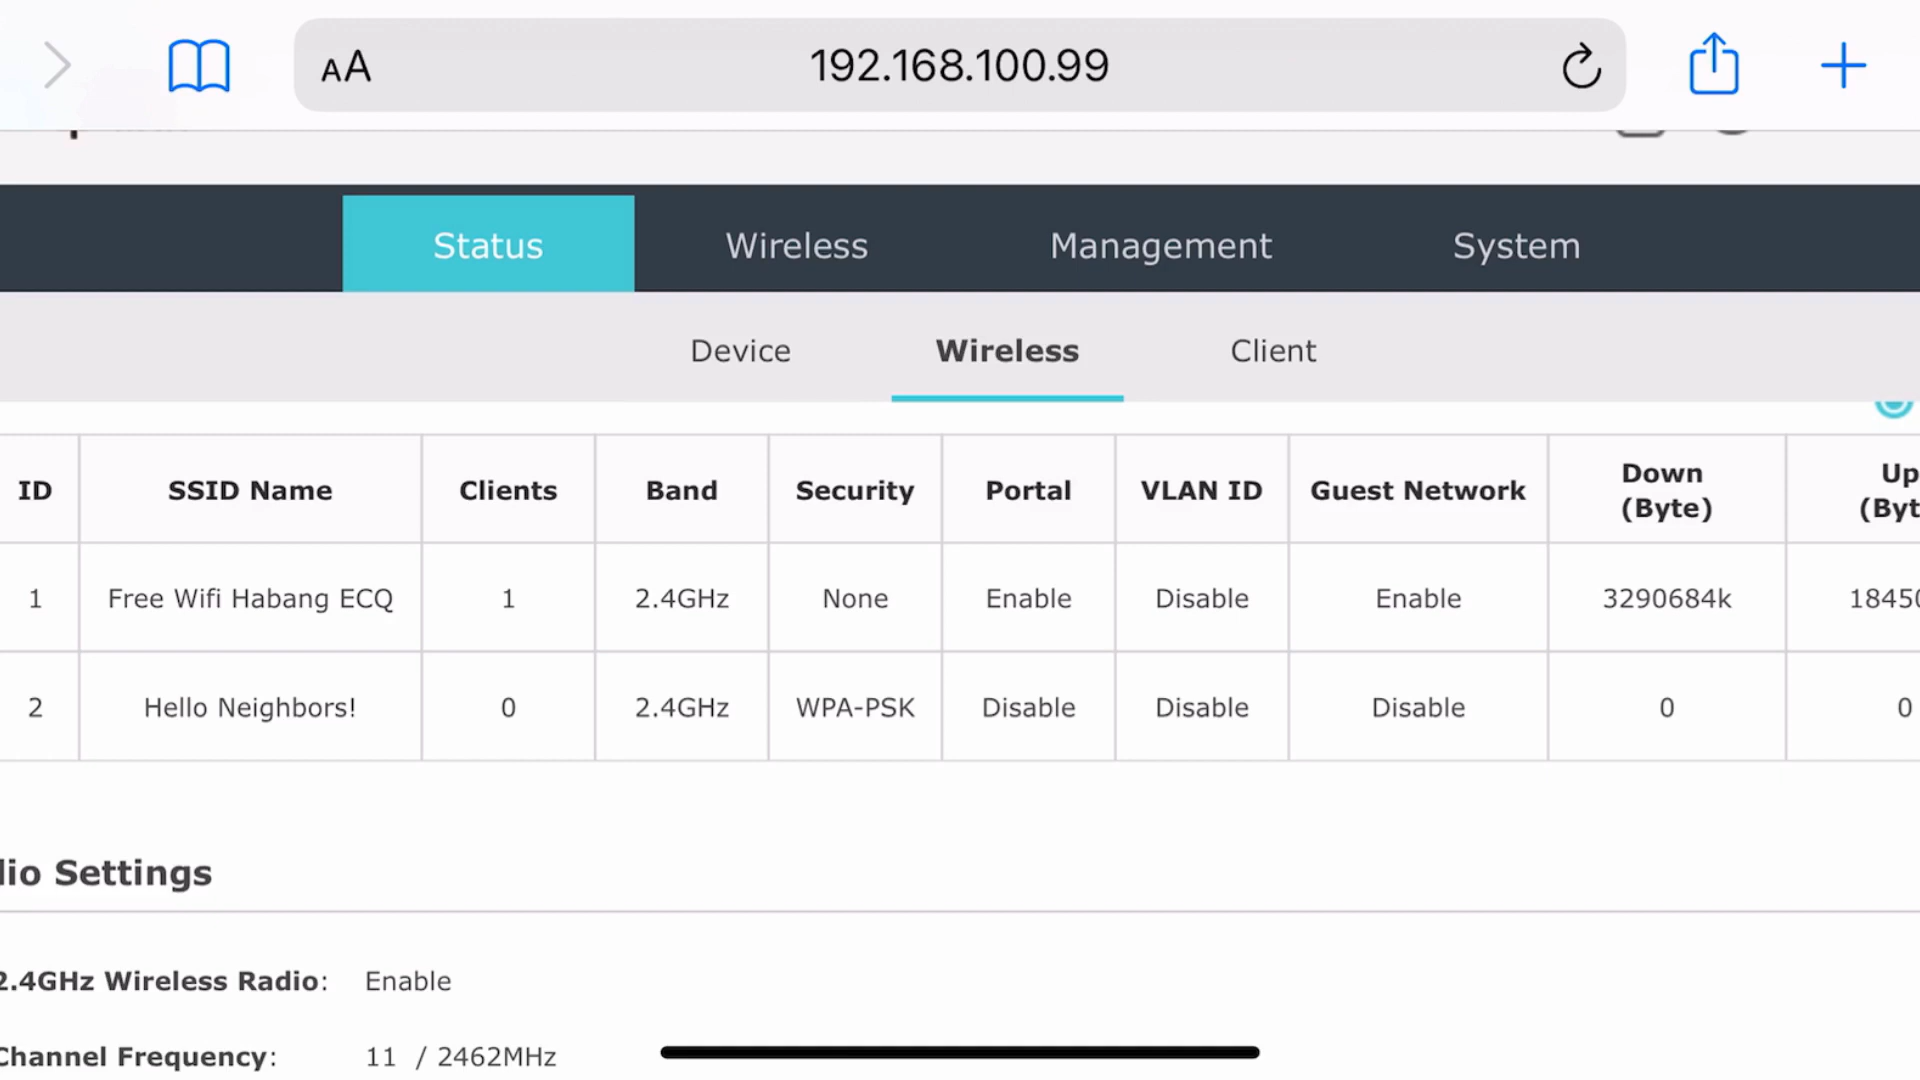 AA 192.168.100.99
Status Wireless Management System
Device Wireless Client
ID SSID Name Clients Band Security Portal VLAN ID Guest Network Down (Byte) Up
1 Free Wifi Habang ECQ 1 2.4GHz None Enable Disable Enable 3290684k
2 Hello Neighbors! 0 2.4GHz WPA-PSK Disable Disable Disable 0 0
Settings
2.4GHz Wireless Radio: Enable
Channel Frequency: 11 / 2462MHz